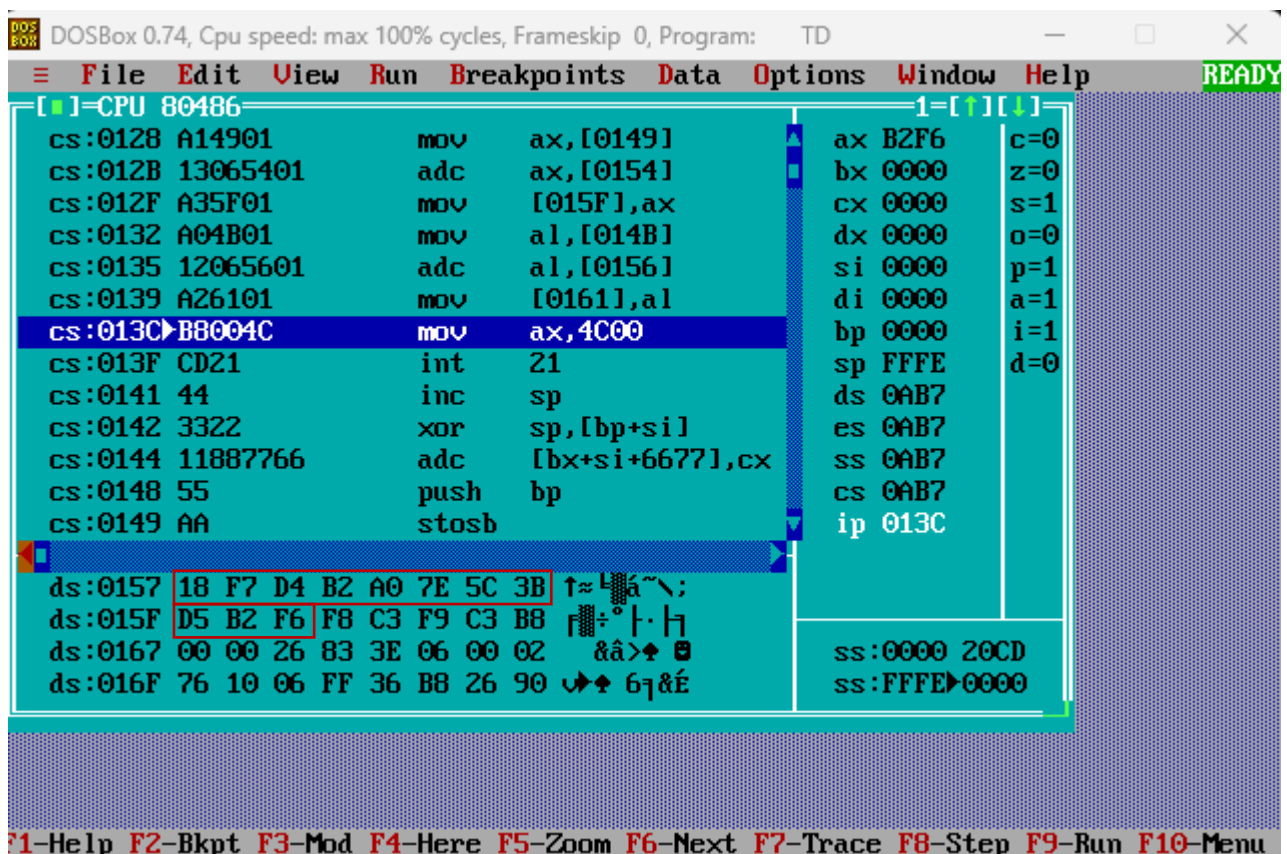 DOS BOX DOSBox 0.74, Cpu speed: max 100% cycles, Frameskip 0, Program: TD
≡ File Edit View Run Breakpoints Data Options Window Help READY
=[■]=CPU 80486 1=[↑][↓]=
cs:0128 A14901 mov ax,[0149] ax B2F6 c=0
cs:012B 13065401 adc ax,[0154] bx 0000 z=0
cs:012F A35F01 mov [015F],ax cx 0000 s=1
cs:0132 A04B01 mov al,[014B] dx 0000 o=0
cs:0135 12065601 adc al,[0156] si 0000 p=1
cs:0139 A26101 mov [0161],al di 0000 a=1
cs:013C►B8004C mov ax,4C00 bp 0000 i=1
cs:013F CD21 int 21 sp FFFE d=0
cs:0141 44 inc sp ds 0AB7
cs:0142 3322 xor sp,[bp+si] es 0AB7
cs:0144 11887766 adc [bx+si+6677],cx ss 0AB7
cs:0148 55 push bp cs 0AB7
cs:0149 AA stosb ip 013C
ds:0157 18 F7 D4 B2 A0 7E 5C 3B ↑≈╘▓á~\;
ds:015F D5 B2 F6 F8 C3 F9 C3 B8 ╒▓÷°├∙├╕
ds:0167 00 00 26 83 3E 06 00 02 &â>♠ ☻ ss:0000 20CD
ds:016F 76 10 06 FF 36 B8 26 90 v►♠ 6╕&É ss:FFFE►0000
F1-Help F2-Bkpt F3-Mod F4-Here F5-Zoom F6-Next F7-Trace F8-Step F9-Run F10-Menu